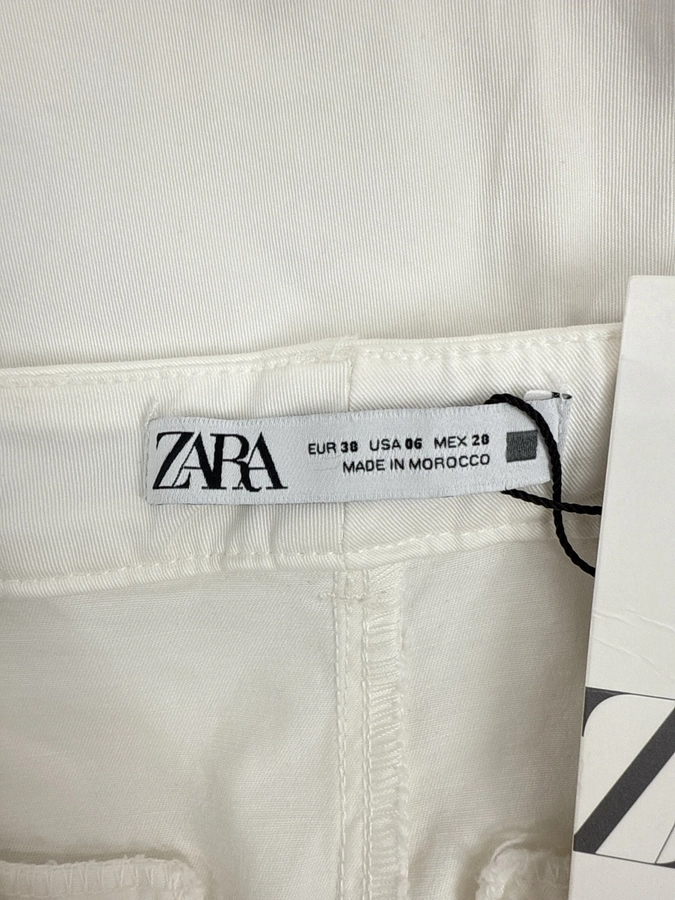 ZARA
EUR 38 USA 06 MEX 28
MADE IN MOROCCO